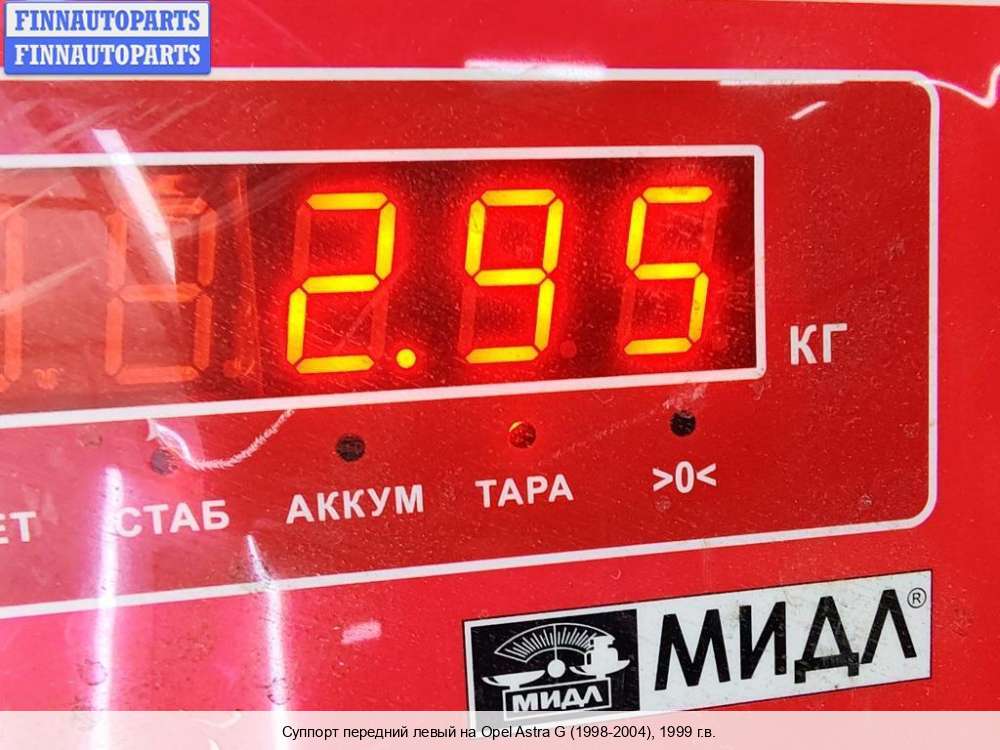 FINNAUTOPARTS
FINNAUTOPARTS
2.95
КГ
ЕТ СТАБ АККУМ ТАРА >0<
МИДЛ МИДЛ®
Суппорт передний левый на Opel Astra G (1998-2004), 1999 г.в.